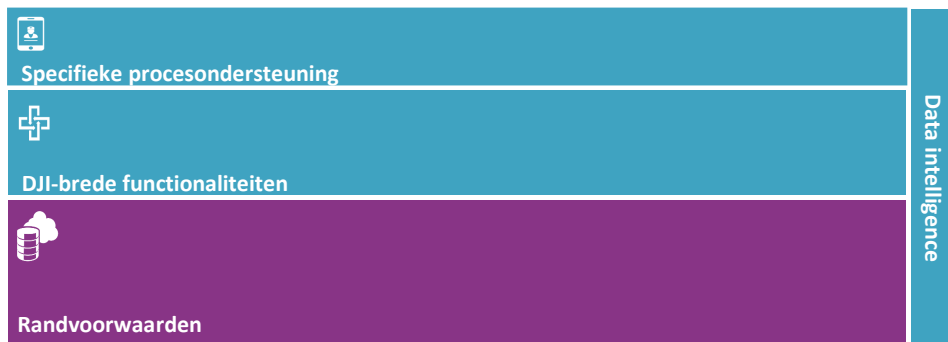 Specifieke procesondersteuning
DJI-brede functionaliteiten
Randvoorwaarden
Data intelligence